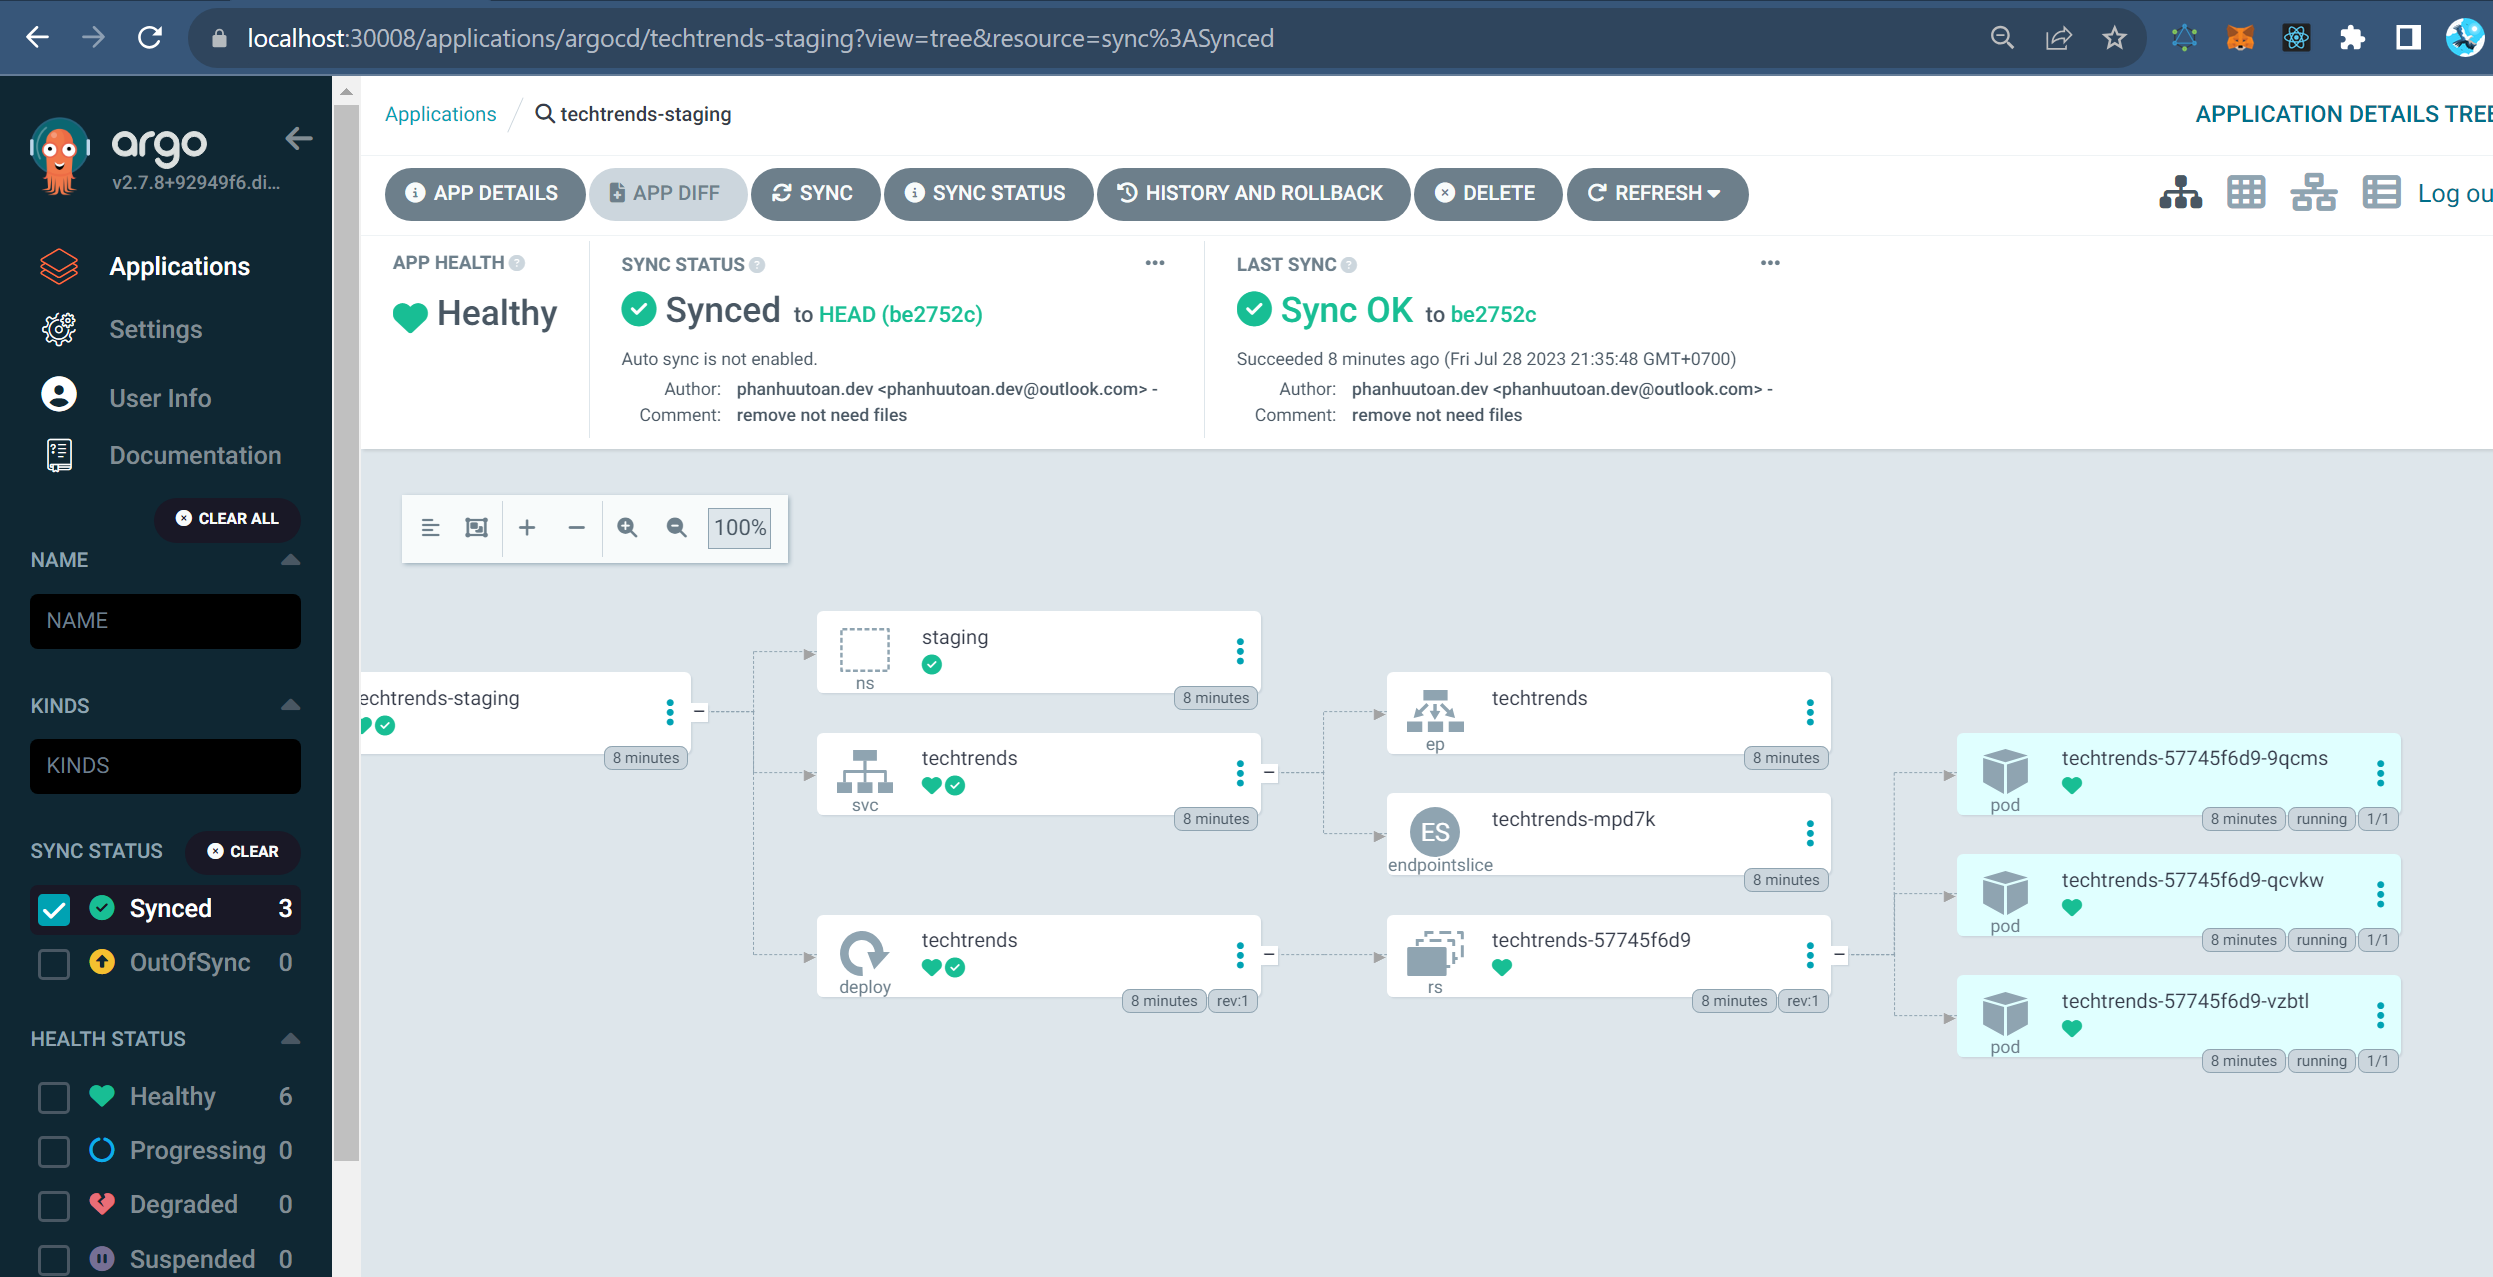 localhost:30008/applications/argocd/techtrends-staging?view=tree&resource=sync%3ASynced
argo
v2.7.8+92949f6.di...
Applications
Settings
User Info
Documentation
CLEAR ALL
NAME
NAME
KINDS
KINDS
SYNC STATUS CLEAR
Synced 3
OutOfSync 0
HEALTH STATUS
Healthy 6
Progressing 0
Degraded 0
Suspended 0
Applications / techtrends-staging
APPLICATION DETAILS TREE
APP DETAILS APP DIFF SYNC SYNC STATUS HISTORY AND ROLLBACK DELETE REFRESH
Log ou
APP HEALTH
Healthy
SYNC STATUS
Synced to HEAD (be2752c)
Auto sync is not enabled.
Author: phanhuutoan.dev <phanhuutoan.dev@outlook.com> -
Comment: remove not need files
LAST SYNC
Sync OK to be2752c
Succeeded 8 minutes ago (Fri Jul 28 2023 21:35:48 GMT+0700)
Author: phanhuutoan.dev <phanhuutoan.dev@outlook.com> -
Comment: remove not need files
100%
echtrends-staging
8 minutes
staging
ns
8 minutes
techtrends
svc
8 minutes
techtrends
deploy
8 minutes rev:1
techtrends
ep
8 minutes
ES
techtrends-mpd7k
endpointslice
8 minutes
techtrends-57745f6d9
rs
8 minutes rev:1
techtrends-57745f6d9-9qcms
pod
8 minutes running 1/1
techtrends-57745f6d9-qcvkw
pod
8 minutes running 1/1
techtrends-57745f6d9-vzbtl
pod
8 minutes running 1/1